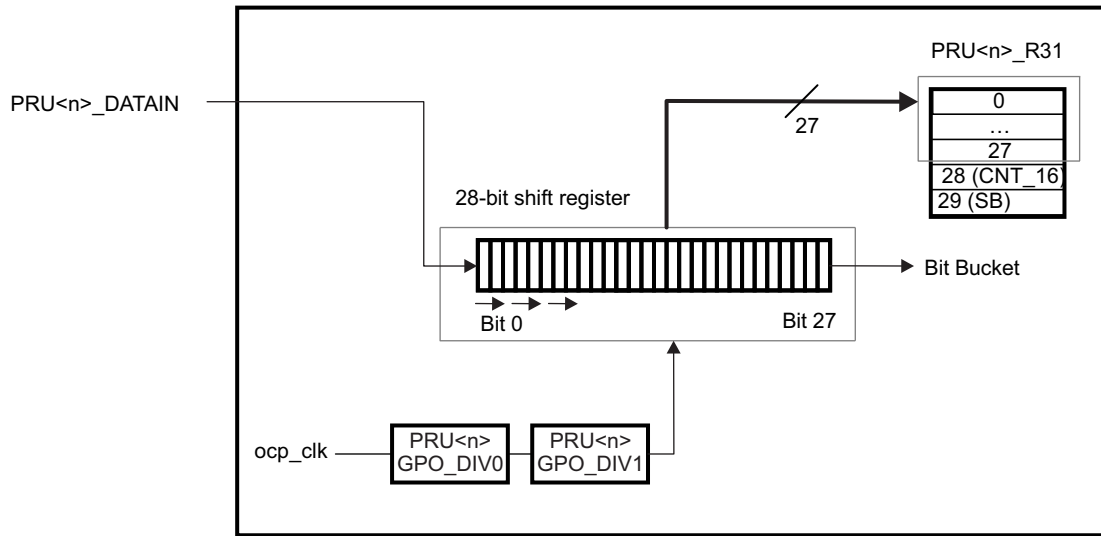 PRU<n>_R31
PRU<n>_DATAIN
0
...
27
28 (CNT_16)
29 (SB)
27
28-bit shift register
Bit Bucket
Bit 0
Bit 27
ocp_clk
PRU<n>
GPO_DIV0
PRU<n>
GPO_DIV1